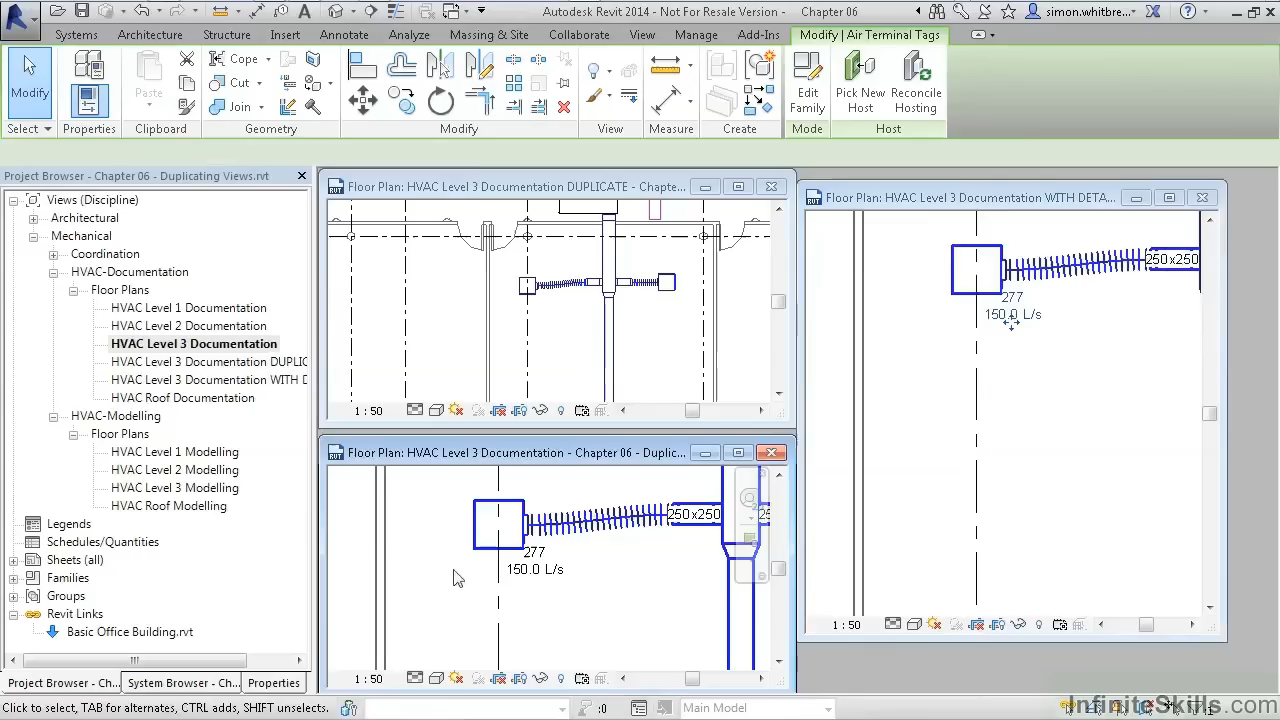 Autodesk Revit 2014 - Not For Resale Version - Chapter 06
simon.whitbre...
Systems Architecture Structure Insert Annotate Analyze Massing & Site Collaborate View Manage Add-Ins Modify | Air Terminal Tags
Modify
Paste
Cope
Cut
Join
Edit Family
Pick New Host
Reconcile Hosting
Select Properties Clipboard Geometry Modify View Measure Create Mode Host
Project Browser - Chapter 06 - Duplicating Views.rvt
Views (Discipline)
Architectural
Mechanical
Coordination
HVAC-Documentation
Floor Plans
HVAC Level 1 Documentation
HVAC Level 2 Documentation
HVAC Level 3 Documentation
HVAC Level 3 Documentation DUPLIC
HVAC Level 3 Documentation WITH D
HVAC Roof Documentation
HVAC-Modelling
Floor Plans
HVAC Level 1 Modelling
HVAC Level 2 Modelling
HVAC Level 3 Modelling
HVAC Roof Modelling
Legends
Schedules/Quantities
Sheets (all)
Families
Groups
Revit Links
Basic Office Building.rvt
Project Browser - Ch... System Browser - Ch... Properties
Floor Plan: HVAC Level 3 Documentation DUPLICATE - Chapte...
1 : 50
Floor Plan: HVAC Level 3 Documentation - Chapter 06 - Duplic...
250x250
277
150.0 L/s
1 : 50
Floor Plan: HVAC Level 3 Documentation WITH DETA...
250x250
277
150.0 L/s
1 : 50
Click to select, TAB for alternates, CTRL adds, SHIFT unselects.
:0
Main Model
InfiniteSkills.com